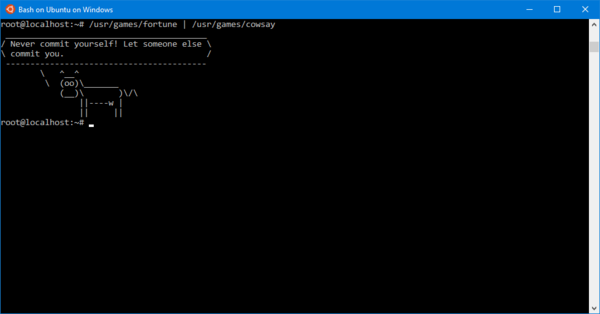 Bash on Ubuntu on Windows
root@localhost:~# /usr/games/fortune | /usr/games/cowsay
 _________________________________________
/ Never commit yourself! Let someone else \
\ commit you.                             /
 -----------------------------------------
        \   ^__^
         \  (oo)\_______
            (__)\       )\/\
                ||----w |
                ||     ||
root@localhost:~#